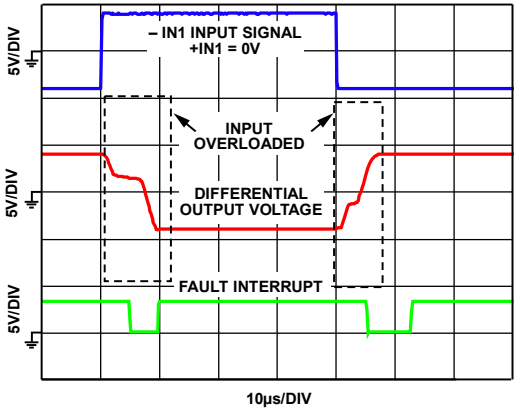 – IN1 INPUT SIGNAL
+IN1 = 0V
5V/DIV
INPUT
OVERLOADED
5V/DIV
DIFFERENTIAL
OUTPUT VOLTAGE
FAULT INTERRUPT
5V/DIV
10µs/DIV